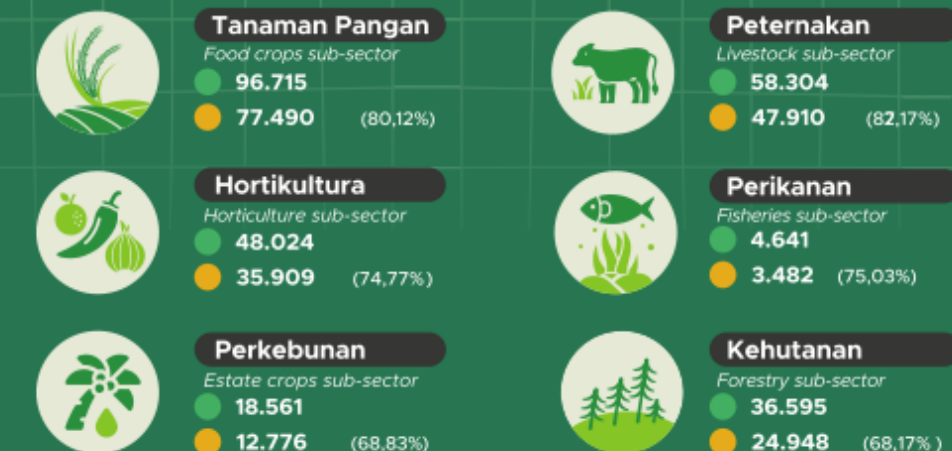 Tanaman Pangan
Food crops sub-sector
96.715
77.490 (80,12%)
Hortikultura
Horticulture sub-sector
48.024
35.909 (74,77%)
Perkebunan
Estate crops sub-sector
18.561
12.776 (68,83%)
Peternakan
Livestock sub-sector
58.304
47.910 (82,17%)
Perikanan
Fisheries sub-sector
4.641
3.482 (75,03%)
Kehutanan
Forestry sub-sector
36.595
24.948 (68,17% )